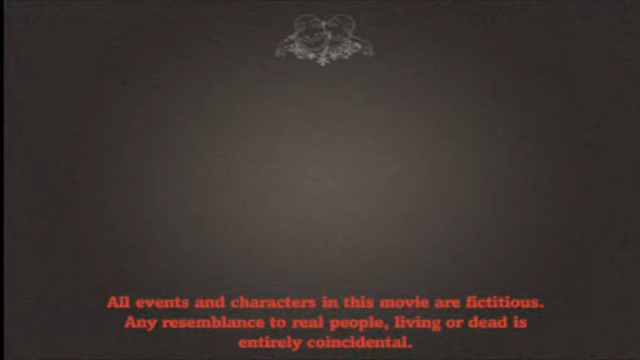 All events and characters in this movie are fictitious.
Any resemblance to real people, living or dead is
entirely coincidental.